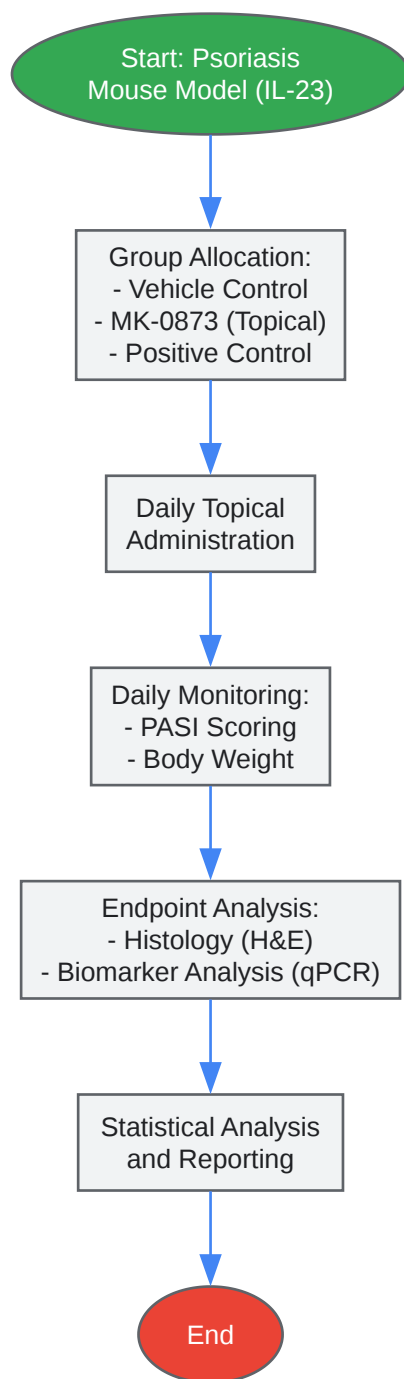 Start: Psoriasis
Mouse Model (IL-23)
Group Allocation:
- Vehicle Control
- MK-0873 (Topical)
- Positive Control
Daily Topical
Administration
Daily Monitoring:
- PASI Scoring
- Body Weight
Endpoint Analysis:
- Histology (H&E)
- Biomarker Analysis (qPCR)
Statistical Analysis
and Reporting
End